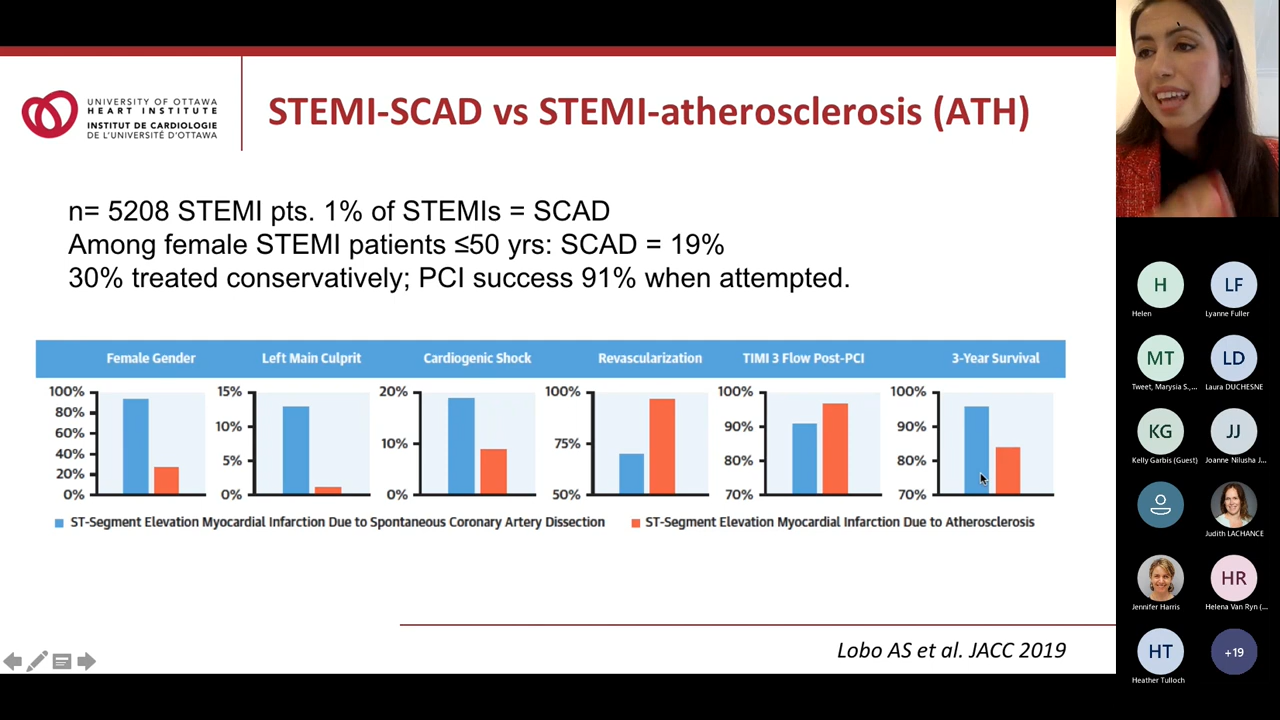 UNIVERSITY OF OTTAWA
HEART INSTITUTE
INSTITUT DE CARDIOLOGIE
DE L'UNIVERSITÉ D'OTTAWA
STEMI-SCAD vs STEMI-atherosclerosis (ATH)
n= 5208 STEMI pts. 1% of STEMIs = SCAD
Among female STEMI patients ≤50 yrs: SCAD = 19%
30% treated conservatively; PCI success 91% when attempted.
Female Gender
Left Main Culprit
Cardiogenic Shock
Revascularization
TIMI 3 Flow Post-PCI
3-Year Survival
100%
80%
60%
40%
20%
0%
15%
10%
5%
0%
20%
10%
0%
100%
75%
50%
100%
90%
80%
70%
100%
90%
80%
70%
ST-Segment Elevation Myocardial Infarction Due to Spontaneous Coronary Artery Dissection
ST-Segment Elevation Myocardial Infarction Due to Atherosclerosis
Lobo AS et al. JACC 2019
H
Helen
LF
Lyanne Fuller
MT
Tweet, Marysia S.,...
LD
Laura DUCHESNE
KG
Kelly Garbis (Guest)
JJ
Joanne Nilusha J...
Judith LACHANCE
Jennifer Harris
HR
Helena Van Ryn (...
HT
Heather Tulloch
+19